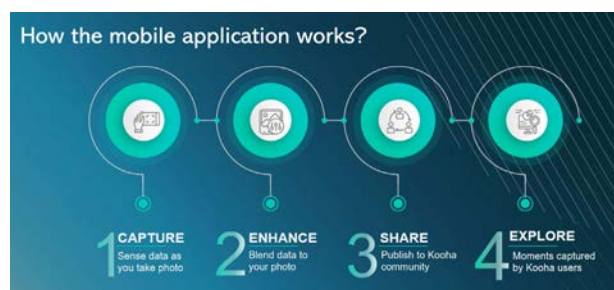 How the mobile application works?
1 CAPTURE
Sense data as
you take photo
2 ENHANCE
Blend data to
your photo
3 SHARE
Publish to Kooha
community
4 EXPLORE
Moments captured
by Kooha users